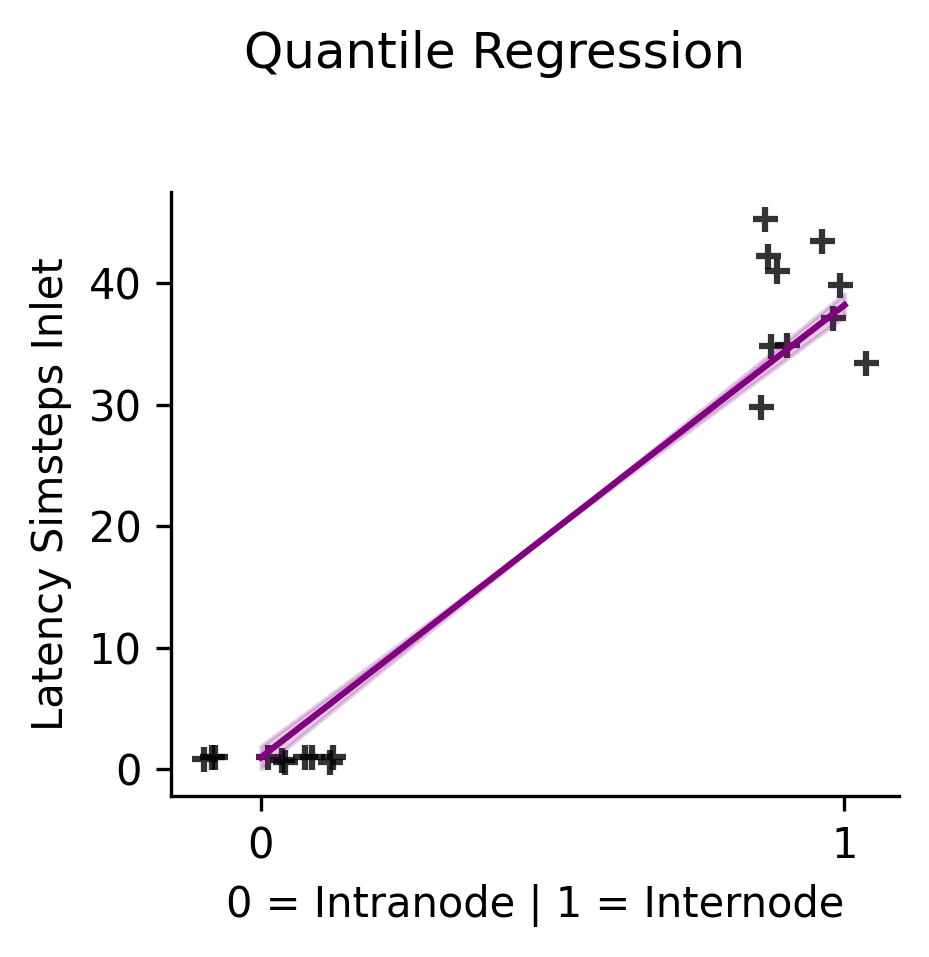 Quantile Regression
Latency Simsteps Inlet
40
30
20
10
0
0 1
0 = Intranode | 1 = Internode